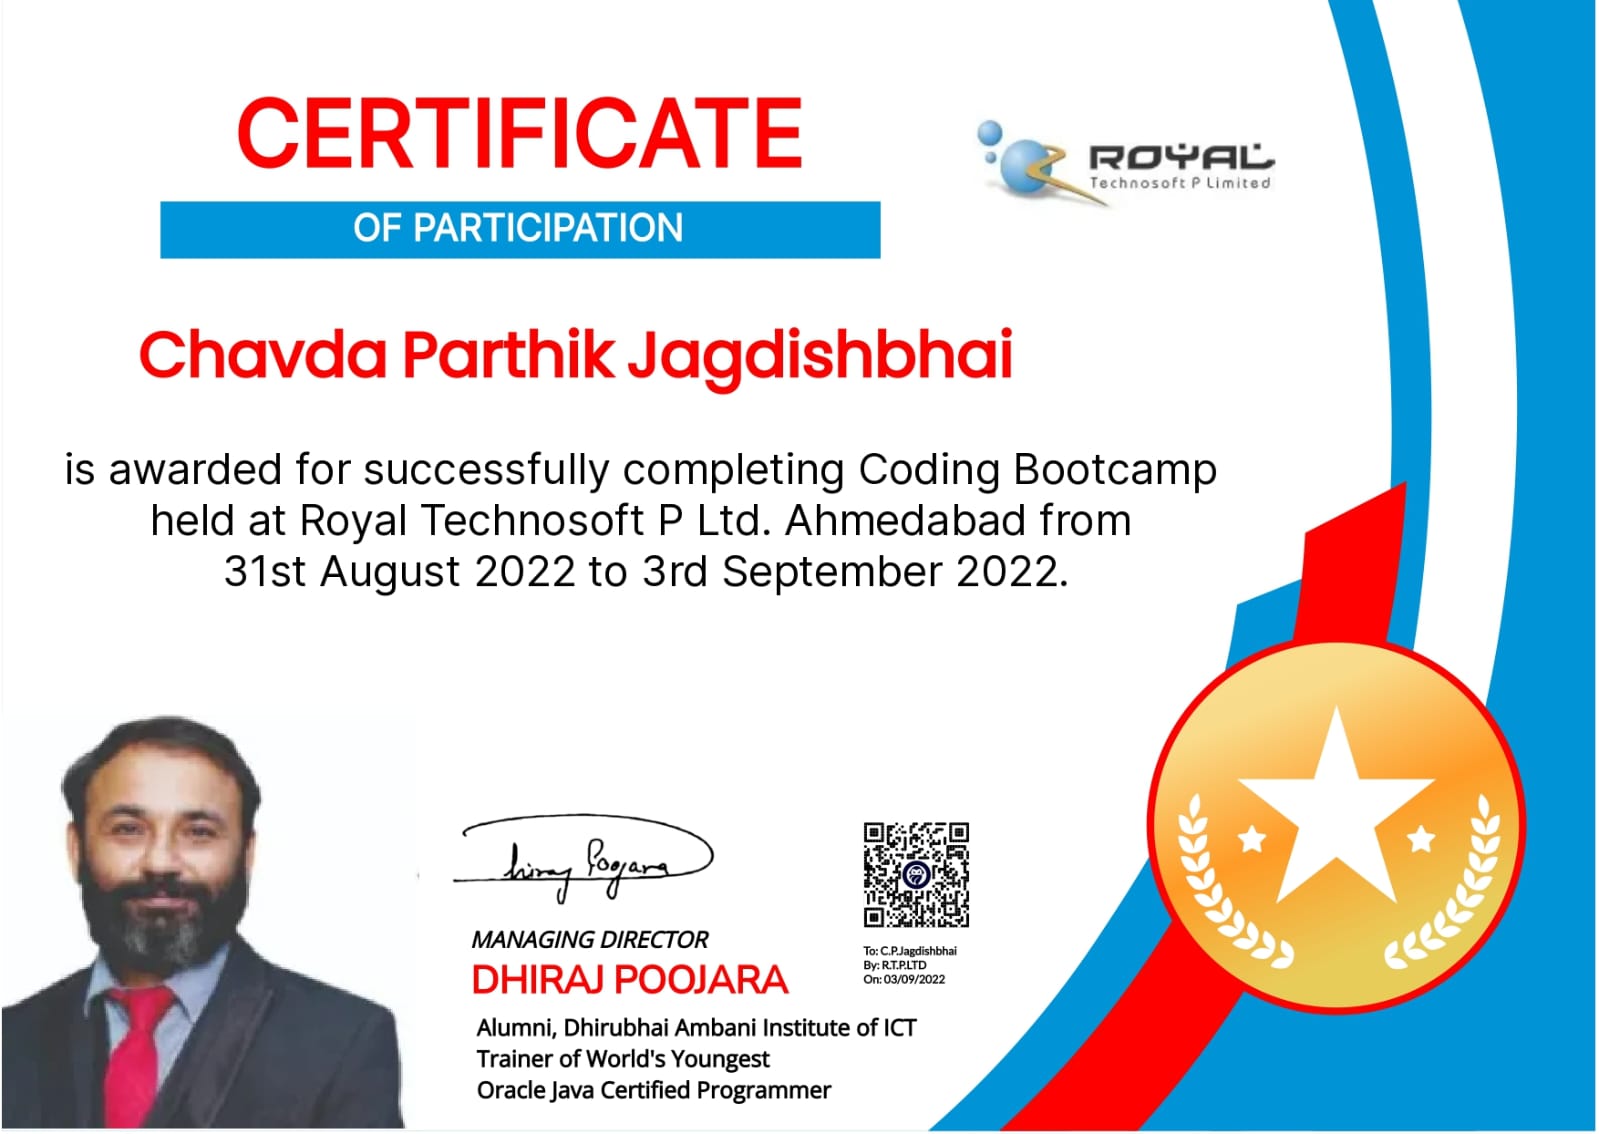 CERTIFICATE
OF PARTICIPATION
ROYAL
Technosoft P Limited
Chavda Parthik Jagdishbhai
is awarded for successfully completing Coding Bootcamp
held at Royal Technosoft P Ltd. Ahmedabad from
31st August 2022 to 3rd September 2022.
Dhiraj Poojara
MANAGING DIRECTOR
DHIRAJ POOJARA
Alumni, Dhirubhai Ambani Institute of ICT
Trainer of World's Youngest
Oracle Java Certified Programmer
To: C.P.Jagdishbhai
By: R.T.P.LTD
On: 03/09/2022